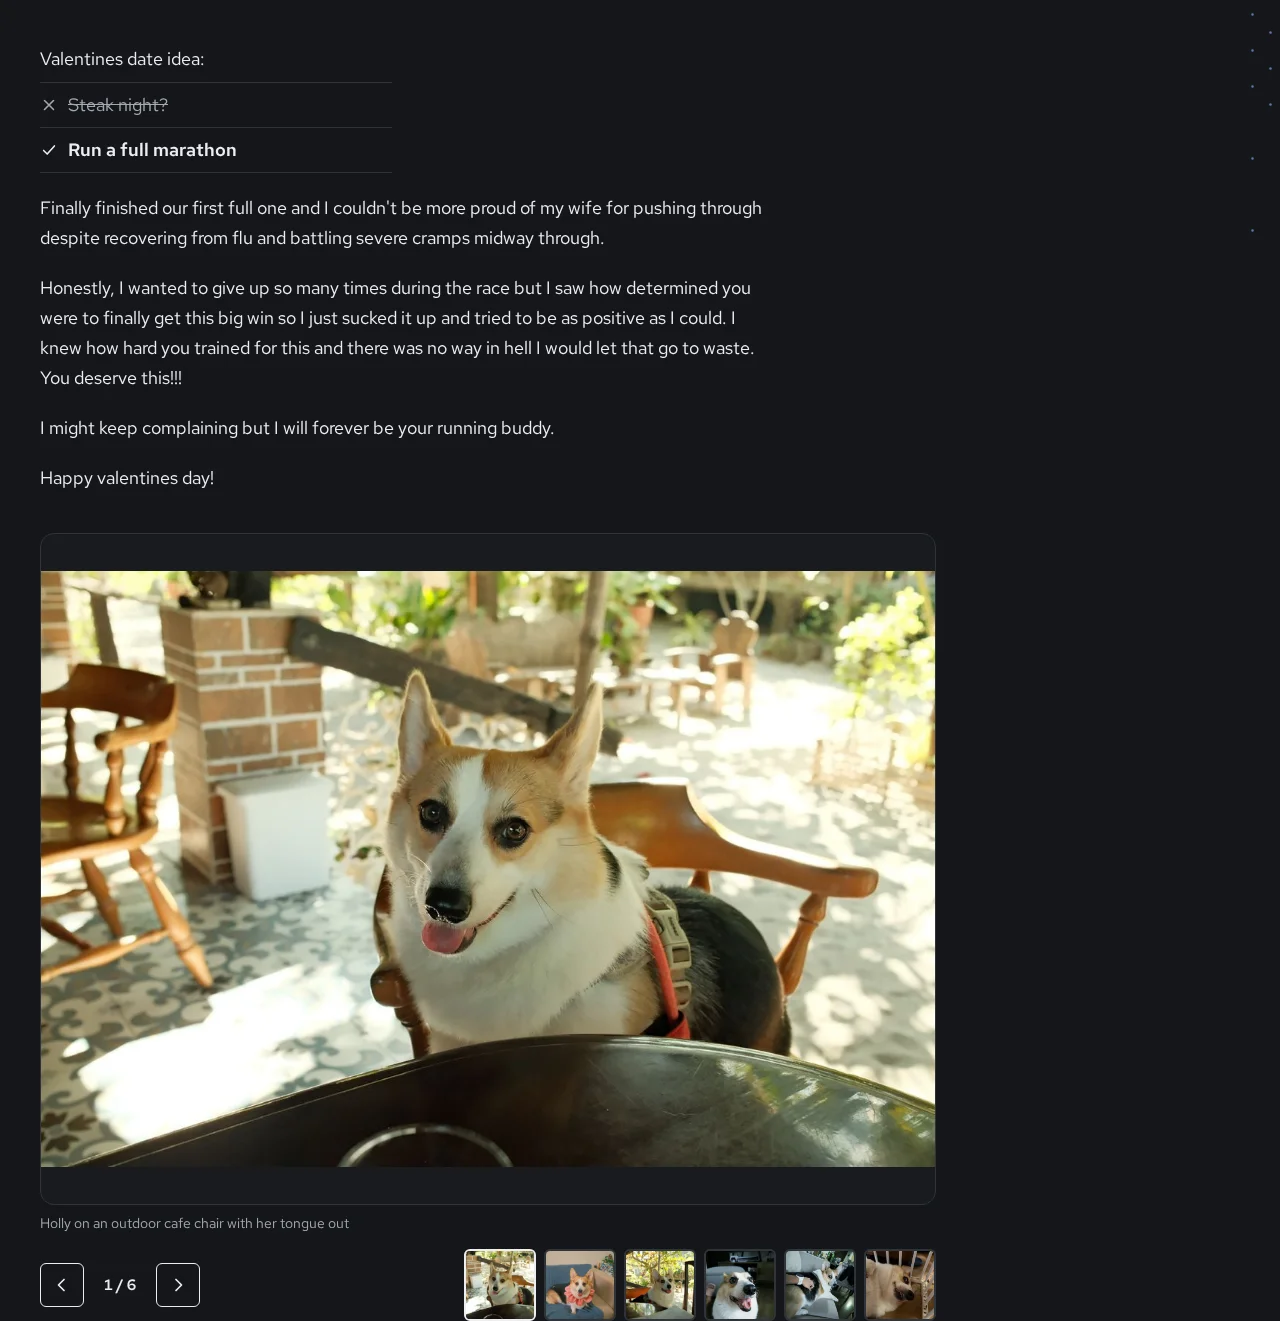 Valentines date idea:
Steak night?
Run a full marathon
Finally finished our first full one and I couldn't be more proud of my wife for pushing through
despite recovering from flu and battling severe cramps midway through.
Honestly, I wanted to give up so many times during the race but I saw how determined you
were to finally get this big win so I just sucked it up and tried to be as positive as I could. I
knew how hard you trained for this and there was no way in hell I would let that go to waste.
You deserve this!!!
I might keep complaining but I will forever be your running buddy.
Happy valentines day!
Holly on an outdoor cafe chair with her tongue out
1 / 6